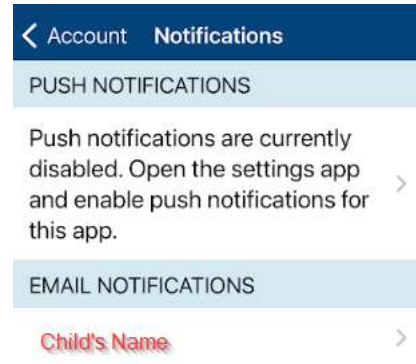 Account Notifications
PUSH NOTIFICATIONS
Push notifications are currently
disabled. Open the settings app
and enable push notifications for
this app.
EMAIL NOTIFICATIONS
Child's Name